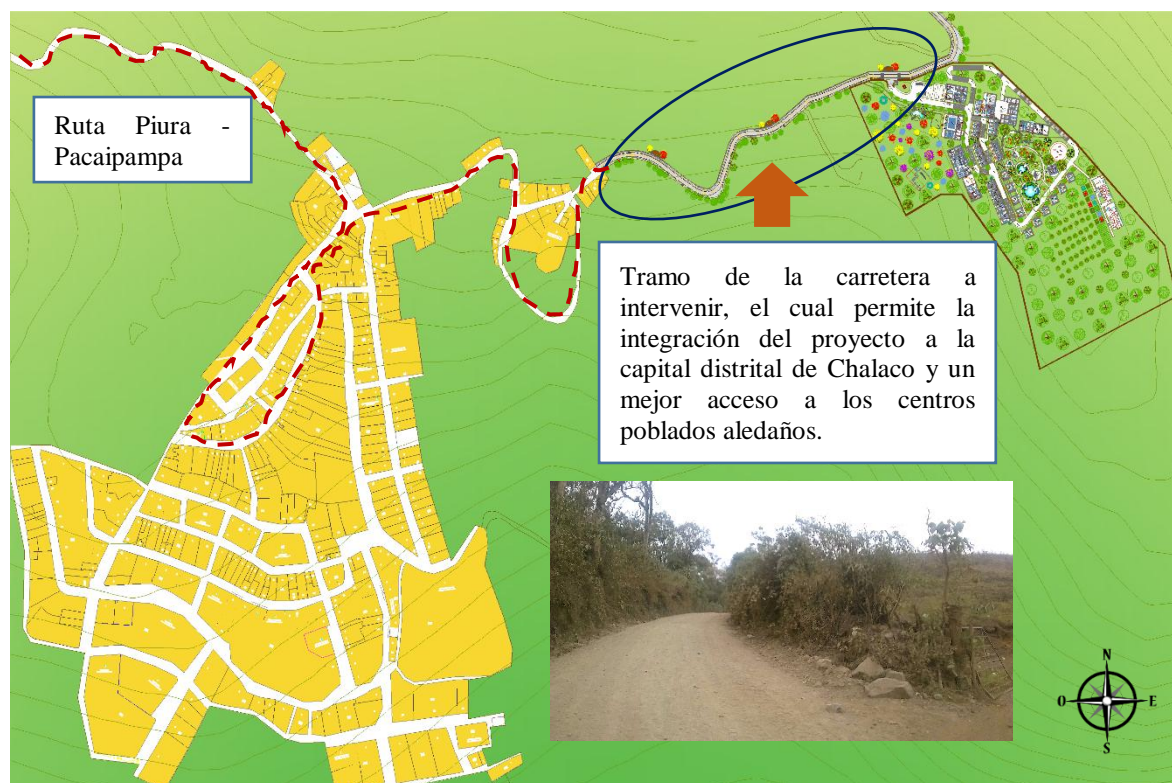 Ruta Piura -
Pacaipampa
Tramo de la carretera a
intervenir, el cual permite la
integración del proyecto a la
capital distrital de Chalaco y un
mejor acceso a los centros
poblados aledaños.
N
O E
S